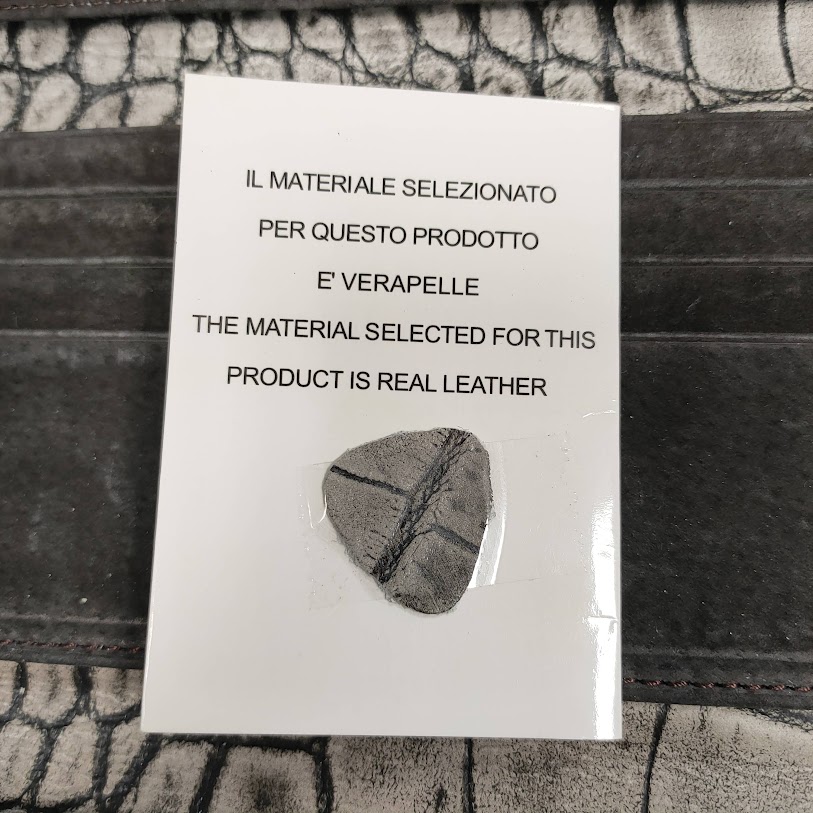 IL MATERIALE SELEZIONATO
PER QUESTO PRODOTTO
E' VERAPELLE
THE MATERIAL SELECTED FOR THIS
PRODUCT IS REAL LEATHER